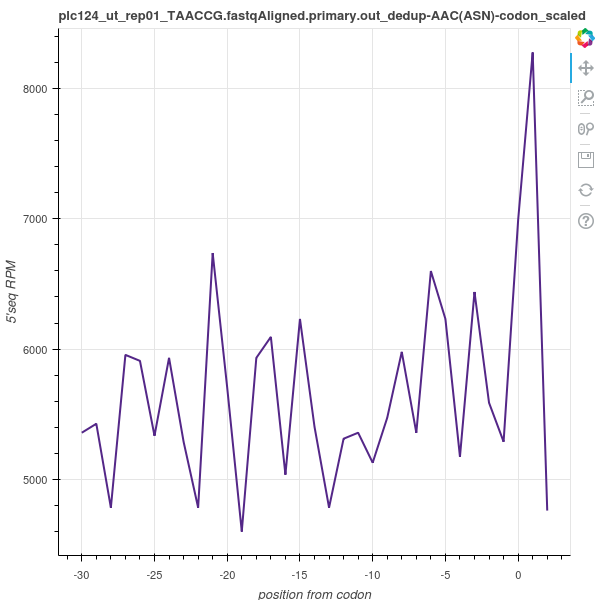 plc124_ut_rep01_TAACCG.fastqAligned.primary.out_dedup-AAC(ASN)-codon_scaled
8000
7000
6000
5000
5'seq RPM
-30 -25 -20 -15 -10 -5 0
position from codon